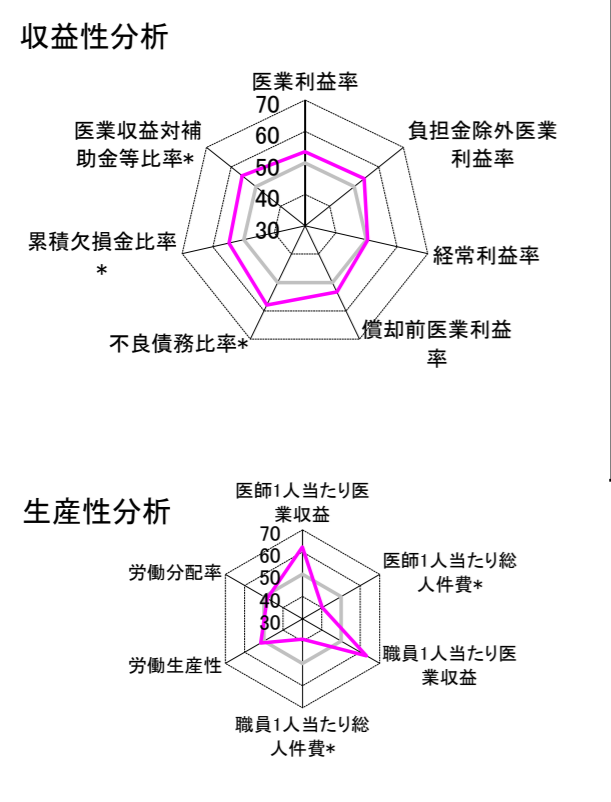 収益性分析
医業利益率
70
60
50
40
30
負担金除外医業
利益率
経常利益率
償却前医業利益
率
不良債務比率*
累積欠損金比率
*
医業収益対補
助金等比率*
生産性分析
医師1人当たり医
業収益
70
60
50
40
30
医師1人当たり総
人件費*
職員1人当たり医
業収益
職員1人当たり総
人件費*
労働生産性
労働分配率